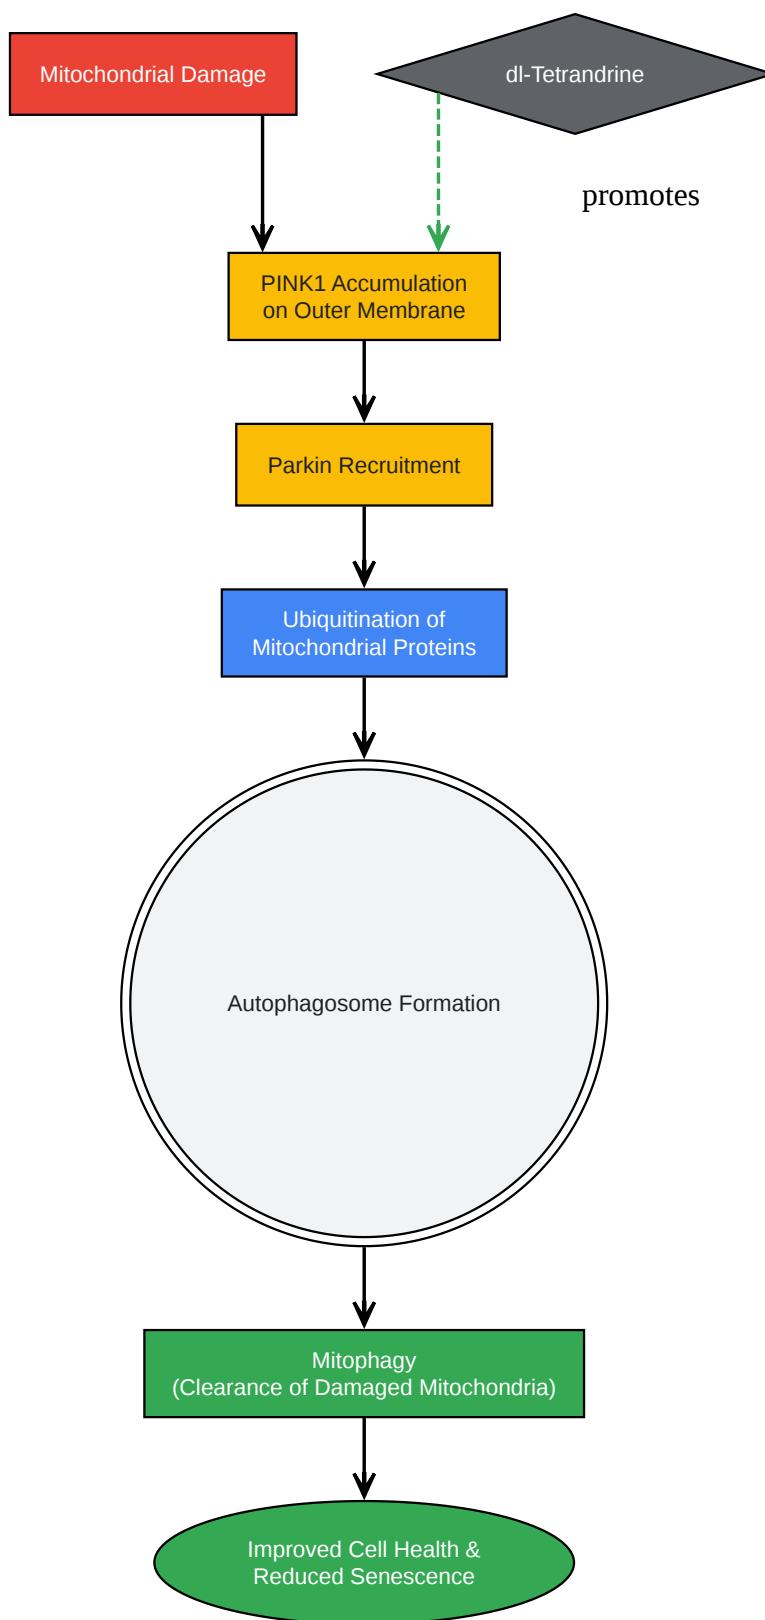 Mitochondrial Damage
dl-Tetrandrine
promotes
PINK1 Accumulation
on Outer Membrane
Parkin Recruitment
Ubiquitination of
Mitochondrial Proteins
Autophagosome Formation
Mitophagy
(Clearance of Damaged Mitochondria)
Improved Cell Health &
Reduced Senescence